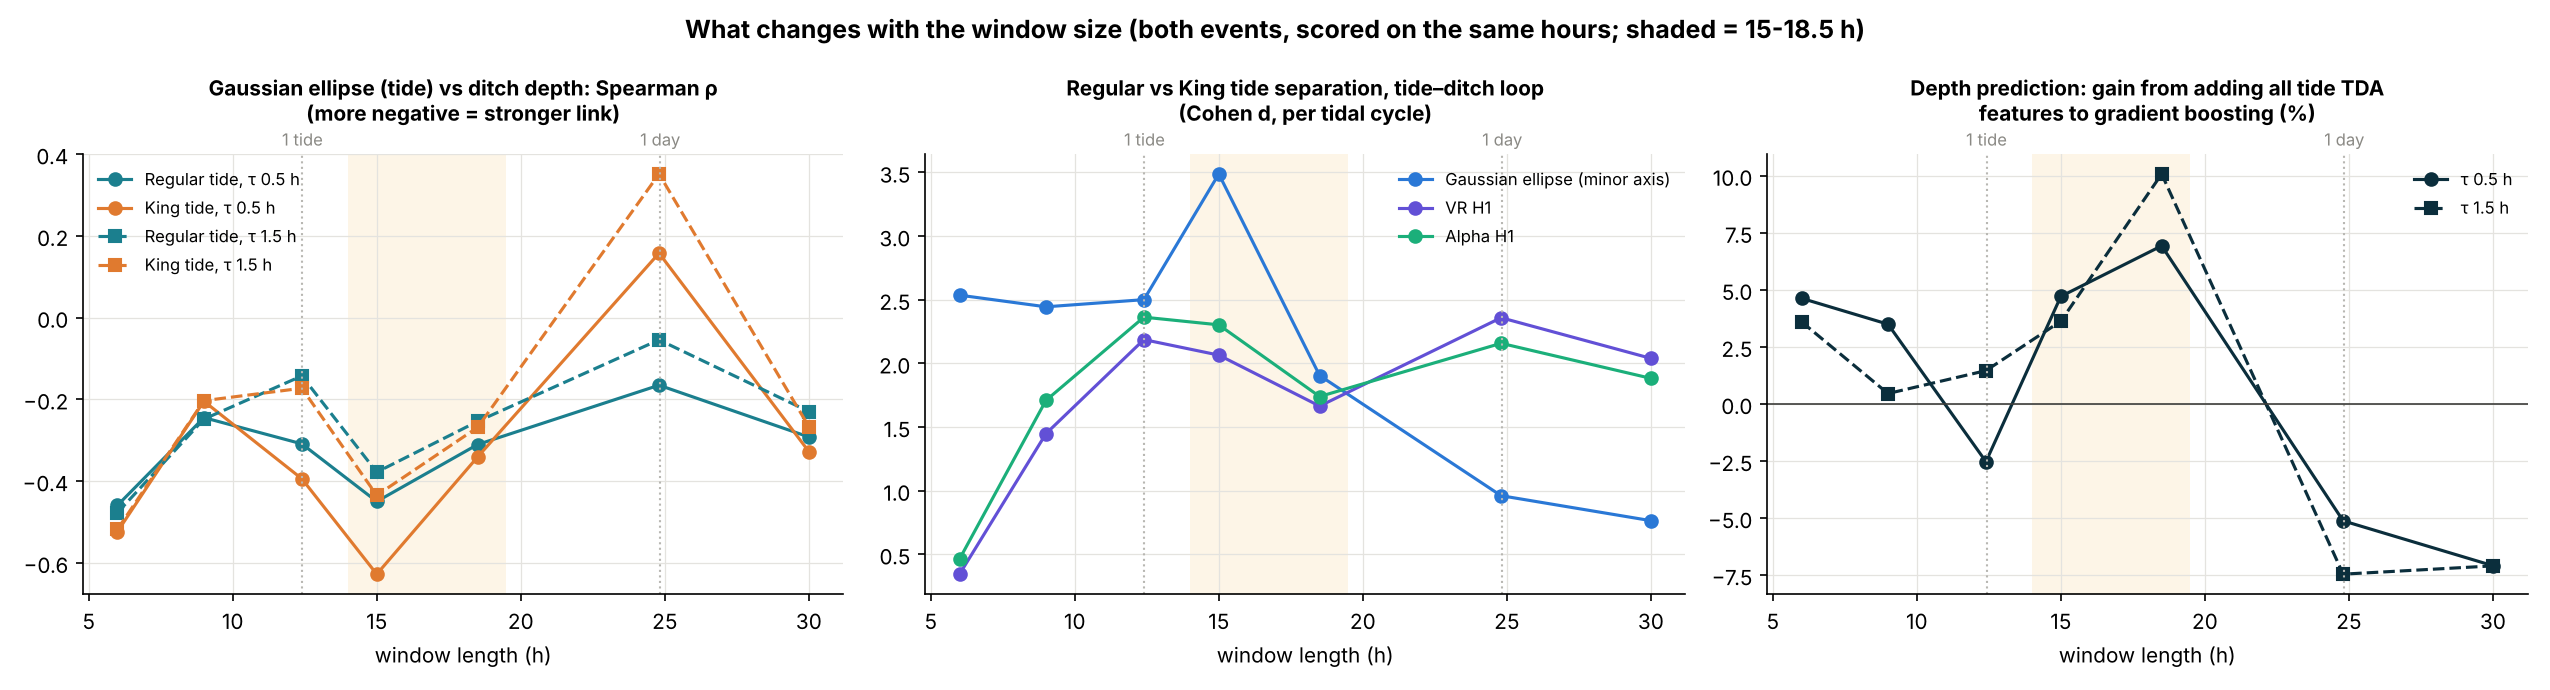 What changes with the window size (both events, scored on the same hours; shaded = 15-18.5 h)
Gaussian ellipse (tide) vs ditch depth: Spearman ρ
(more negative = stronger link)
1 tide
1 day
0.4
0.2
0.0
−0.2
−0.4
−0.6
Regular tide, τ 0.5 h
King tide, τ 0.5 h
Regular tide, τ 1.5 h
King tide, τ 1.5 h
5
10
15
20
25
30
window length (h)
Regular vs King tide separation, tide–ditch loop
(Cohen d, per tidal cycle)
1 tide
1 day
3.5
3.0
2.5
2.0
1.5
1.0
0.5
Gaussian ellipse (minor axis)
VR H1
Alpha H1
5
10
15
20
25
30
window length (h)
Depth prediction: gain from adding all tide TDA
features to gradient boosting (%)
1 tide
1 day
10.0
7.5
5.0
2.5
0.0
−2.5
−5.0
−7.5
τ 0.5 h
τ 1.5 h
5
10
15
20
25
30
window length (h)